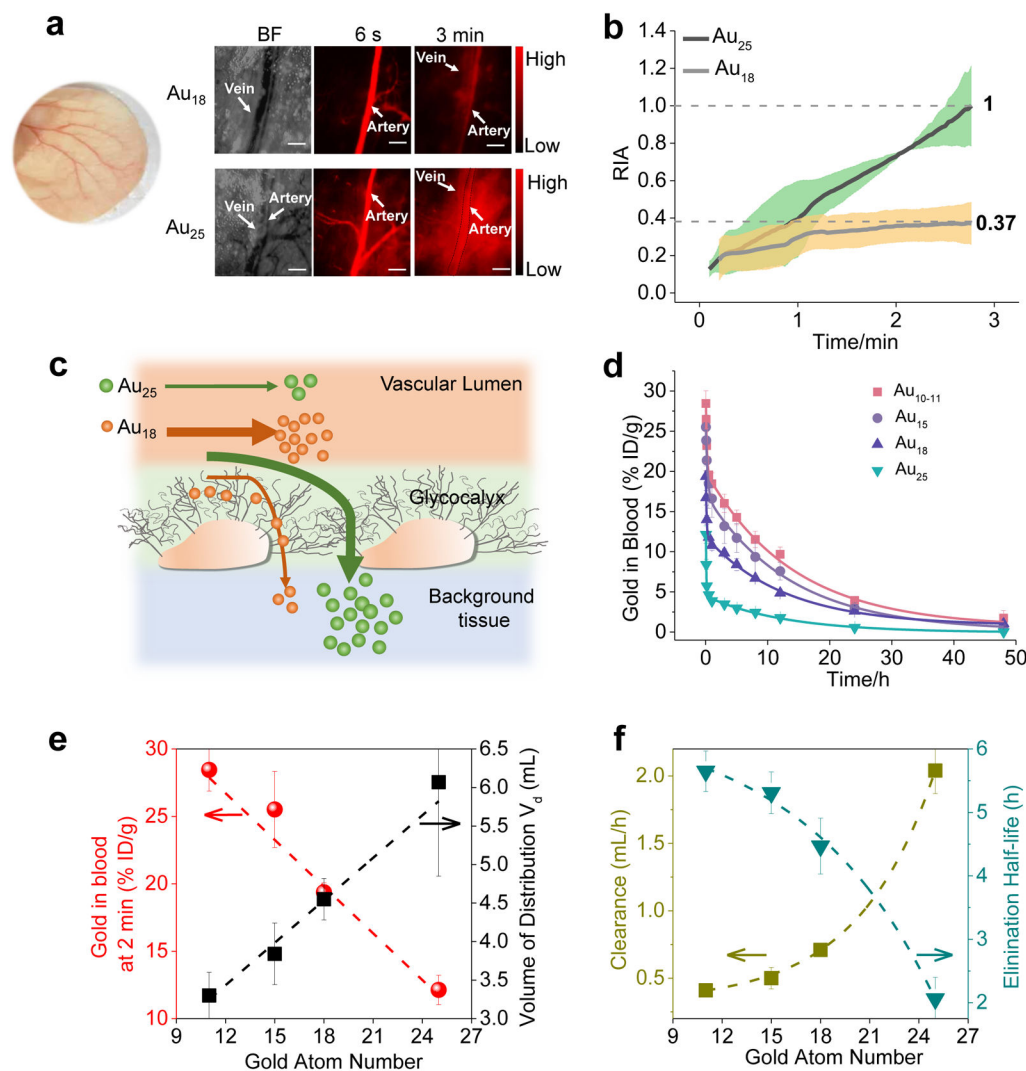 a
BF
6 s
3 min
Au18
Vein
Artery
Vein
Artery
High
Low
Au25
Vein
Artery
Artery
Vein
Artery
High
Low
b
1.4
1.2
1.0
0.8
0.6
0.4
0.2
0.0
RIA
Au25
Au18
1
0.37
0
1
2
3
Time/min
c
Au25
Au18
Vascular Lumen
Glycocalyx
Background
tissue
d
30
25
20
15
10
5
0
Gold in Blood (% ID/g)
Au10-11
Au15
Au18
Au25
0
10
20
30
40
50
Time/h
e
30
25
20
15
10
Gold in blood
at 2 min (% ID/g)
6.5
6.0
5.5
5.0
4.5
4.0
3.5
3.0
Volume of Distribution Vd (mL)
9
12
15
18
21
24
27
Gold Atom Number
f
2.0
1.5
1.0
0.5
Clearance (mL/h)
6
5
4
3
2
Elinination Half-life (h)
9
12
15
18
21
24
27
Gold Atom Number